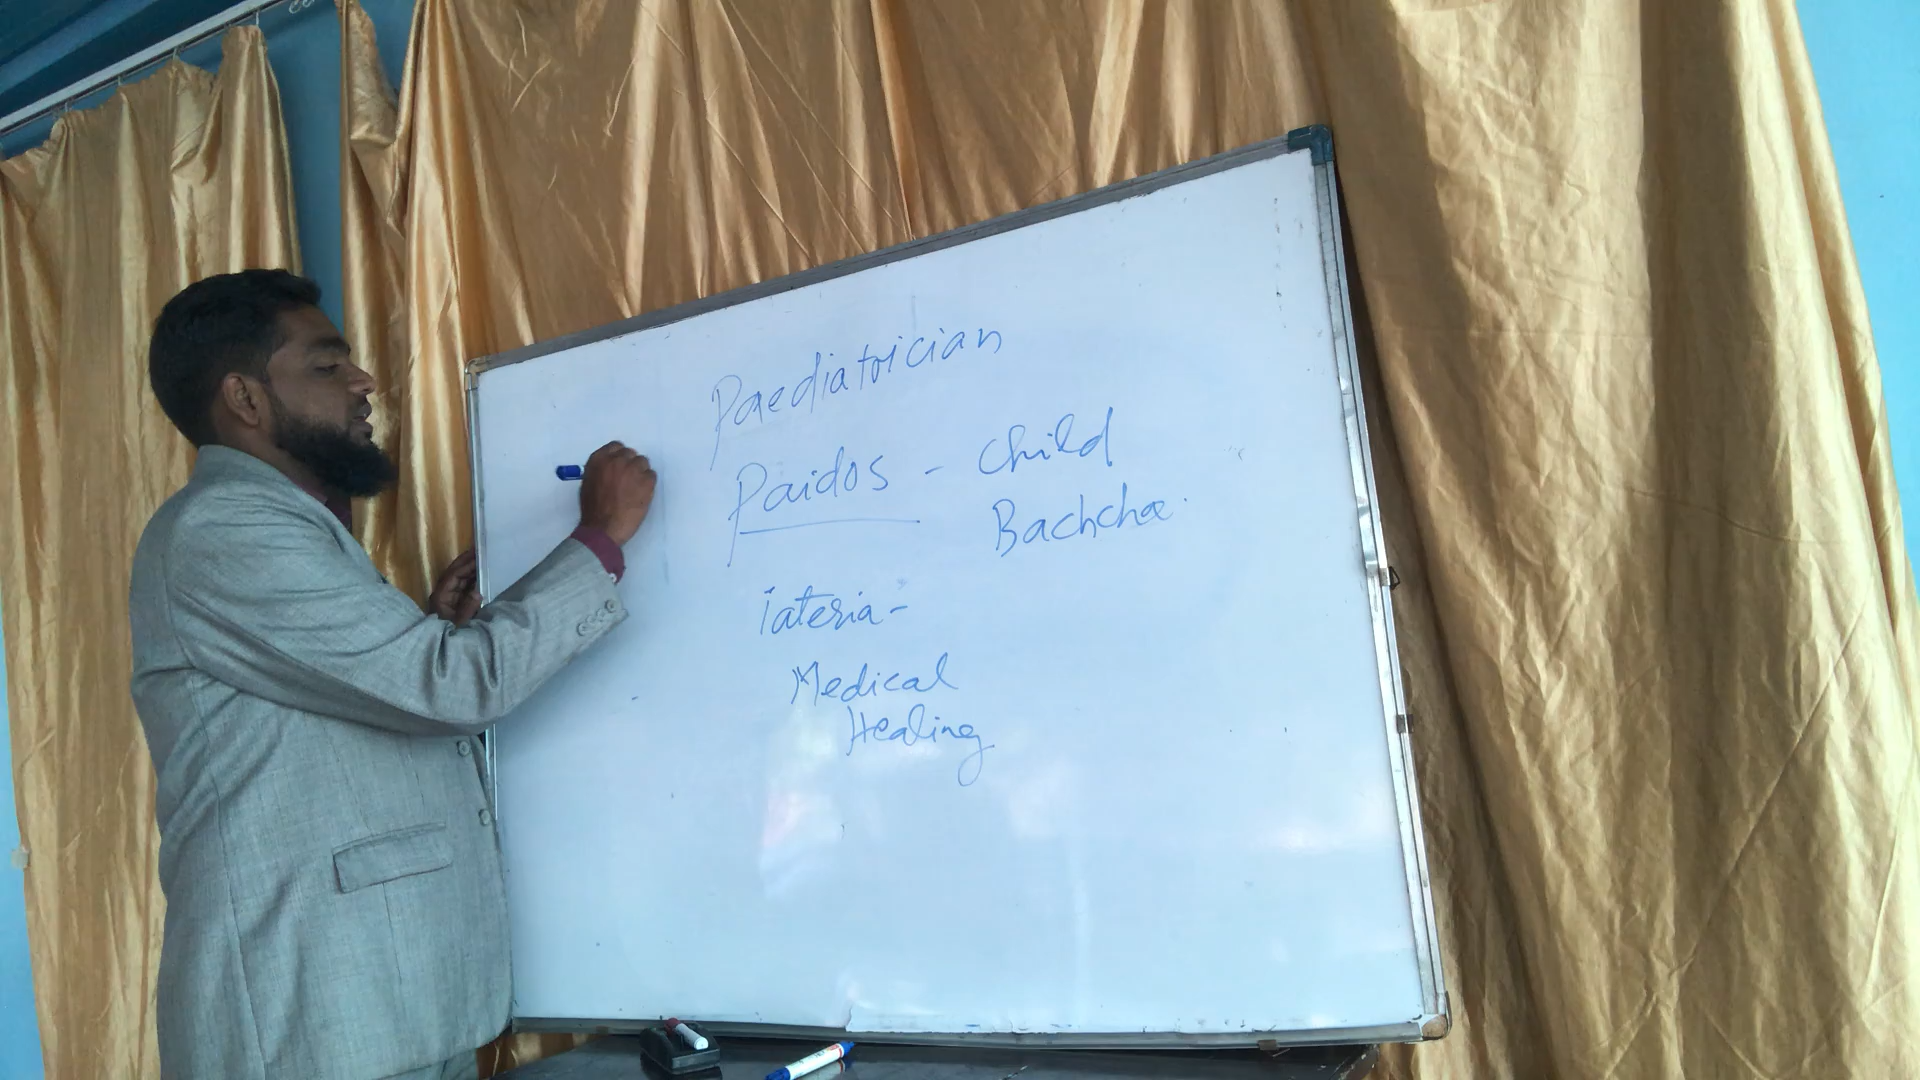 Paediatrician
Paidos - Child
Bachcha.
iateria-
Medical
Healing